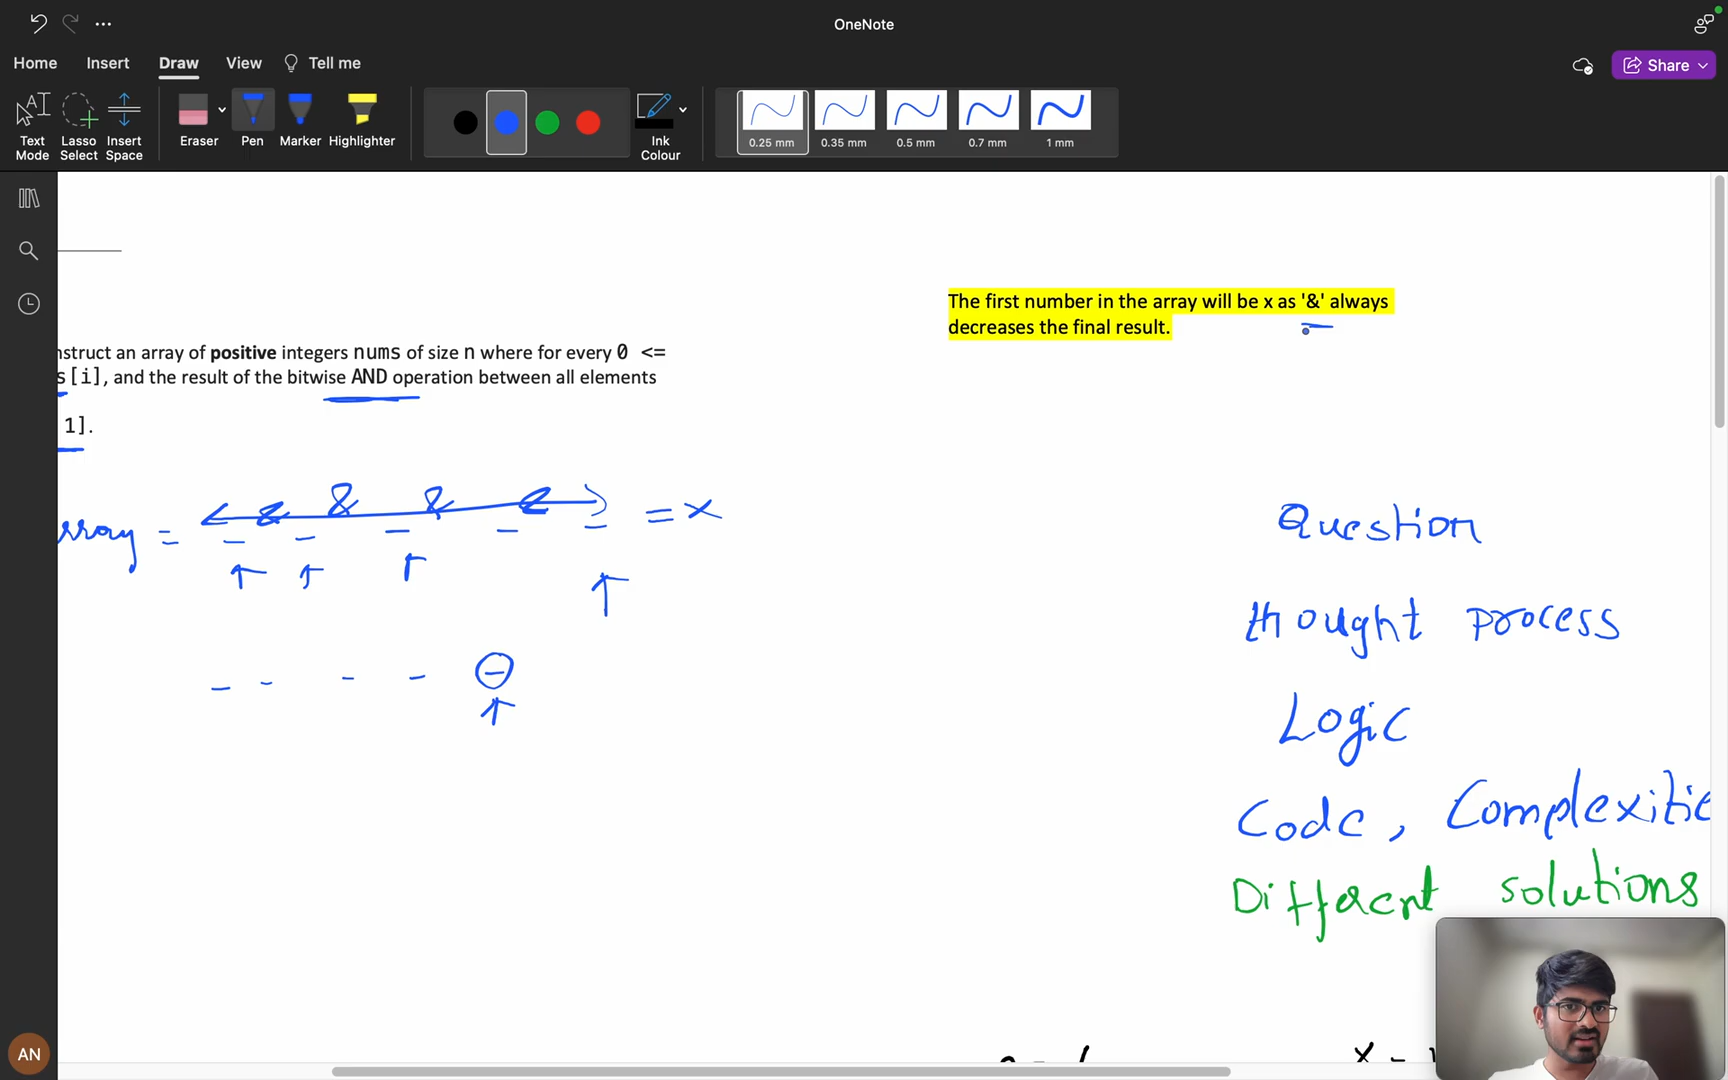 OneNote
Home Insert Draw View Tell me
Share
Text Mode
Lasso Select
Insert Space
Eraser
Pen
Marker
Highlighter
Ink Colour
0.25 mm
0.35 mm
0.5 mm
0.7 mm
1 mm
The first number in the array will be x as '&' always
decreases the final result.
nstruct an array of positive integers nums of size n where for every 0 <=
s[i], and the result of the bitwise AND operation between all elements
1].
& & & &
rray = = x
Question
thought process
Logic
Code, Complexitie
Different solutions
x =
AN